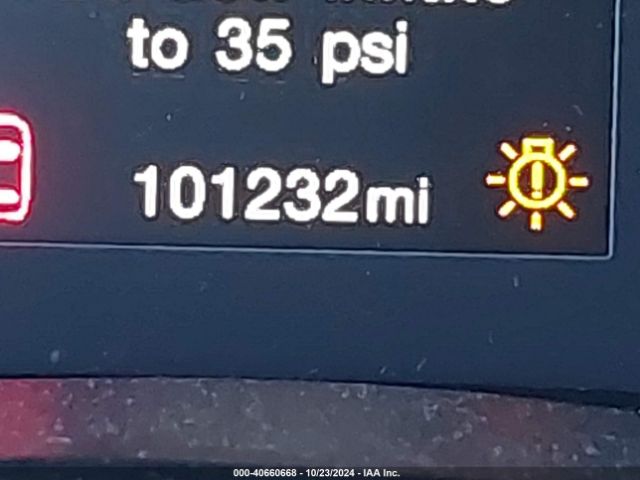 to 35 psi
101232mi
000-40660668 - 10/23/2024 - IAA Inc.